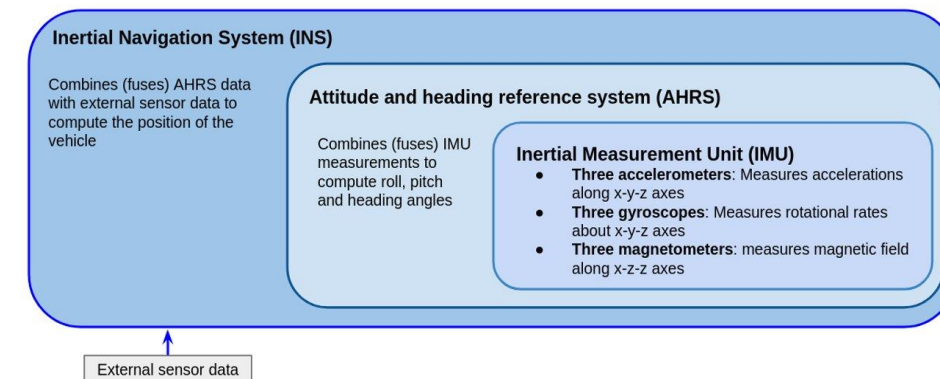 Inertial Navigation System (INS)
Combines (fuses) AHRS data
with external sensor data to
compute the position of the
vehicle
Attitude and heading reference system (AHRS)
Combines (fuses) IMU
measurements to
compute roll, pitch
and heading angles
Inertial Measurement Unit (IMU)
● Three accelerometers: Measures accelerations
along x-y-z axes
● Three gyroscopes: Measures rotational rates
about x-y-z axes
● Three magnetometers: measures magnetic field
along x-z-z axes
External sensor data